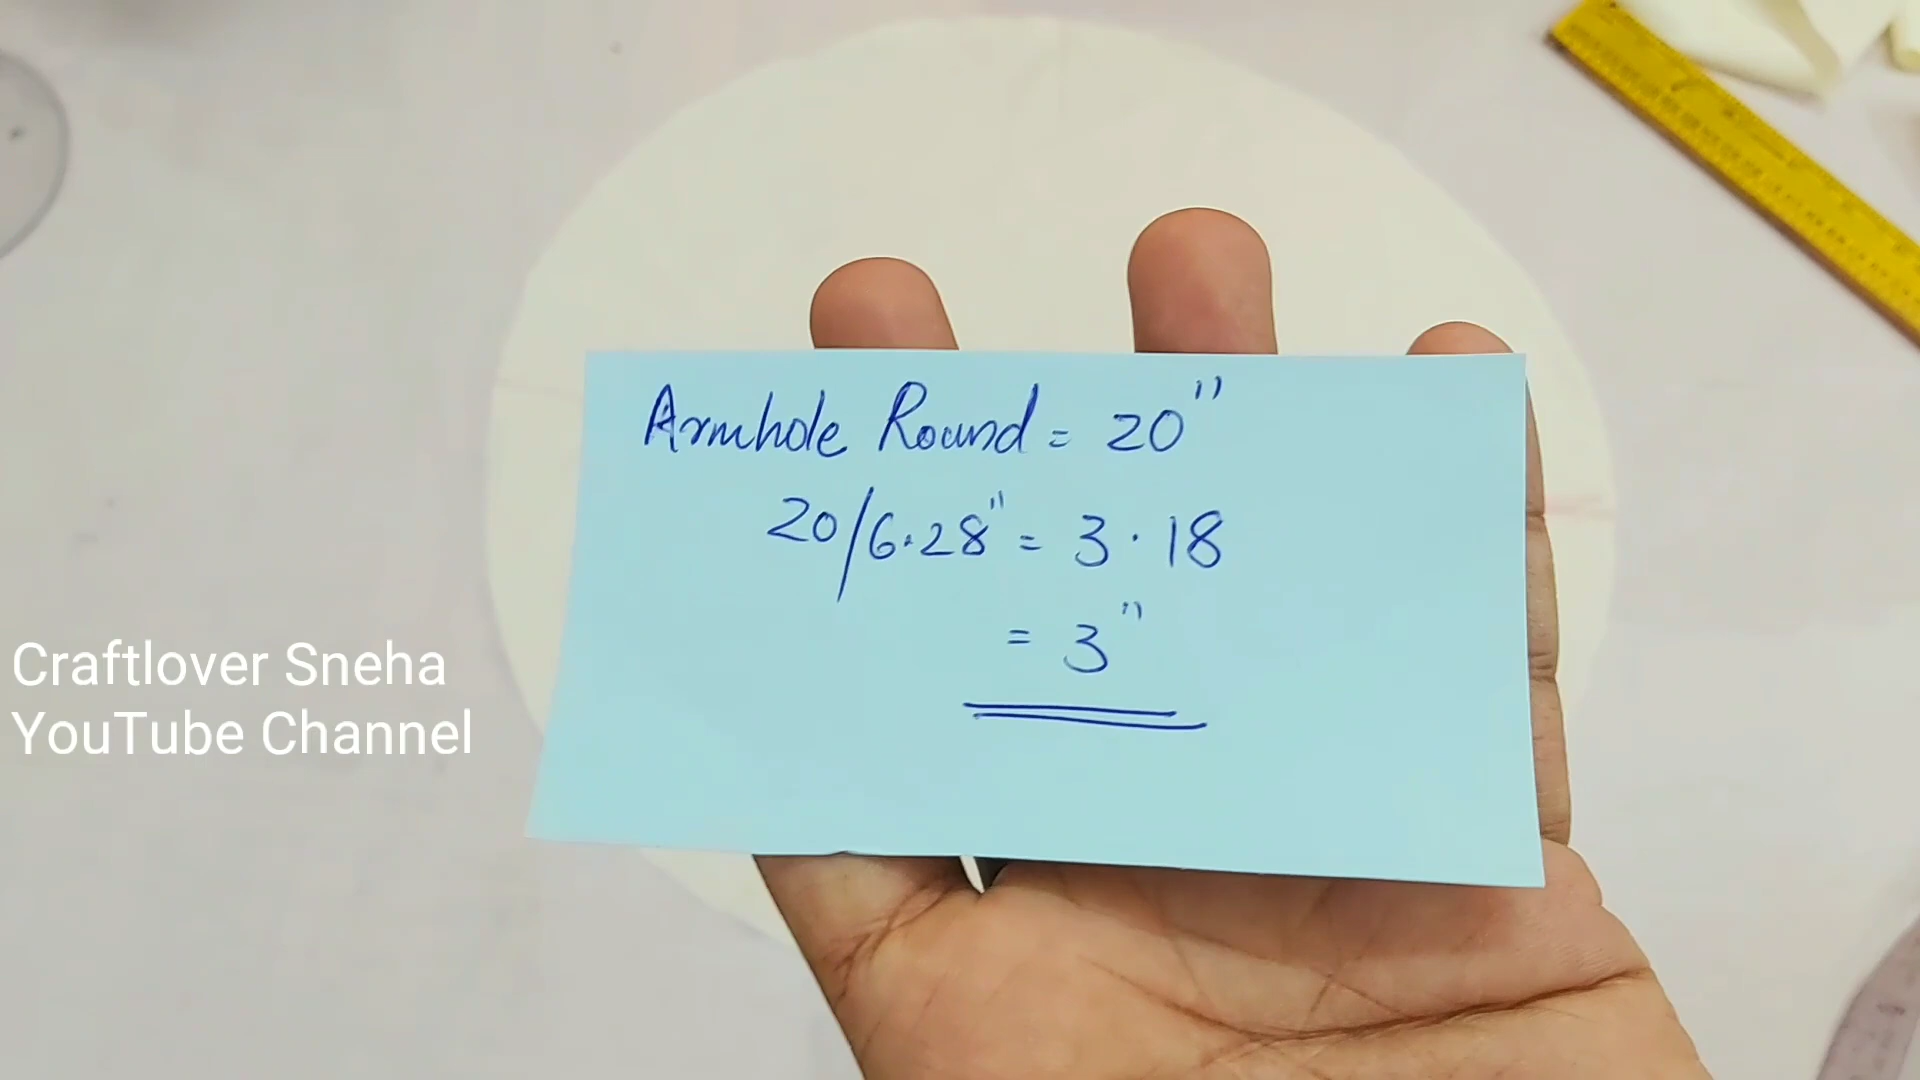 Armhole Round = 20"
20/6.28" = 3.18
= 3"
Craftlover Sneha
YouTube Channel